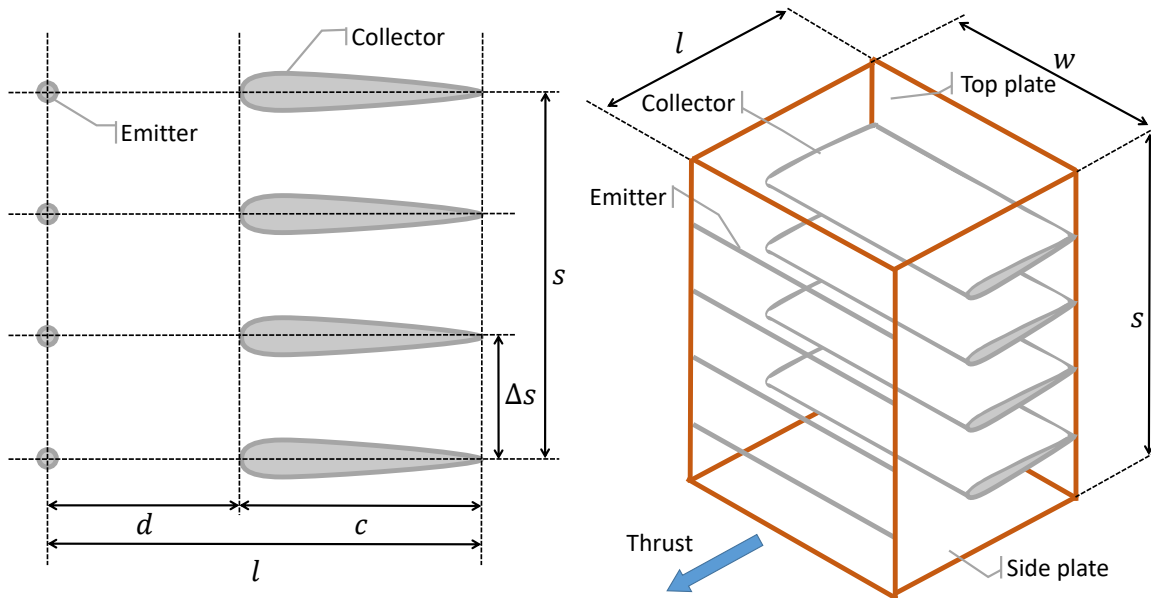 Collector
Emitter
s
Δs
d
c
l
l
w
Top plate
Collector
Emitter
s
Thrust
Side plate